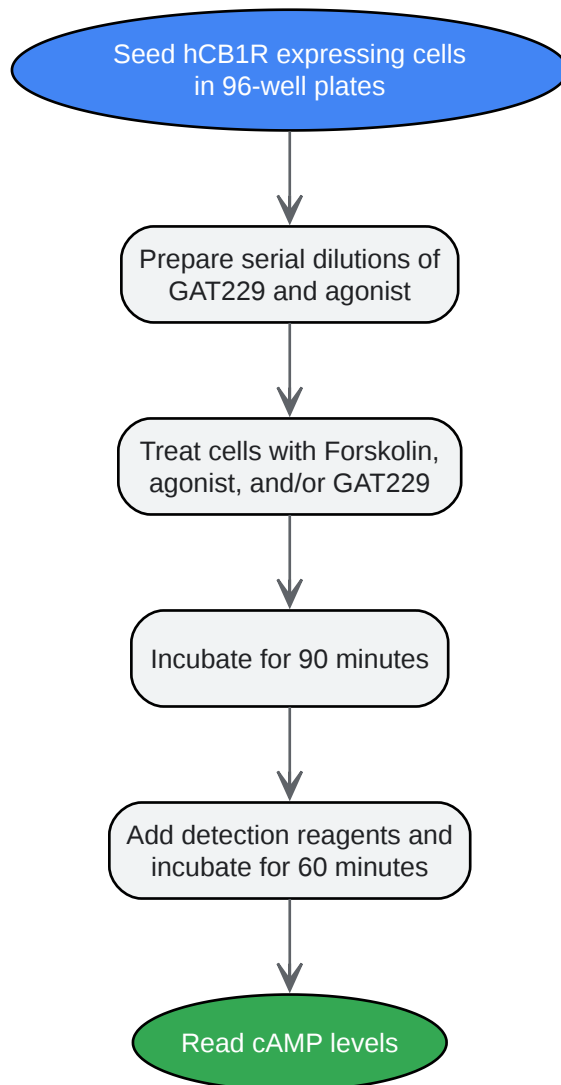 Seed hCB1R expressing cells
in 96-well plates
Prepare serial dilutions of
GAT229 and agonist
Treat cells with Forskolin,
agonist, and/or GAT229
Incubate for 90 minutes
Add detection reagents and
incubate for 60 minutes
Read cAMP levels